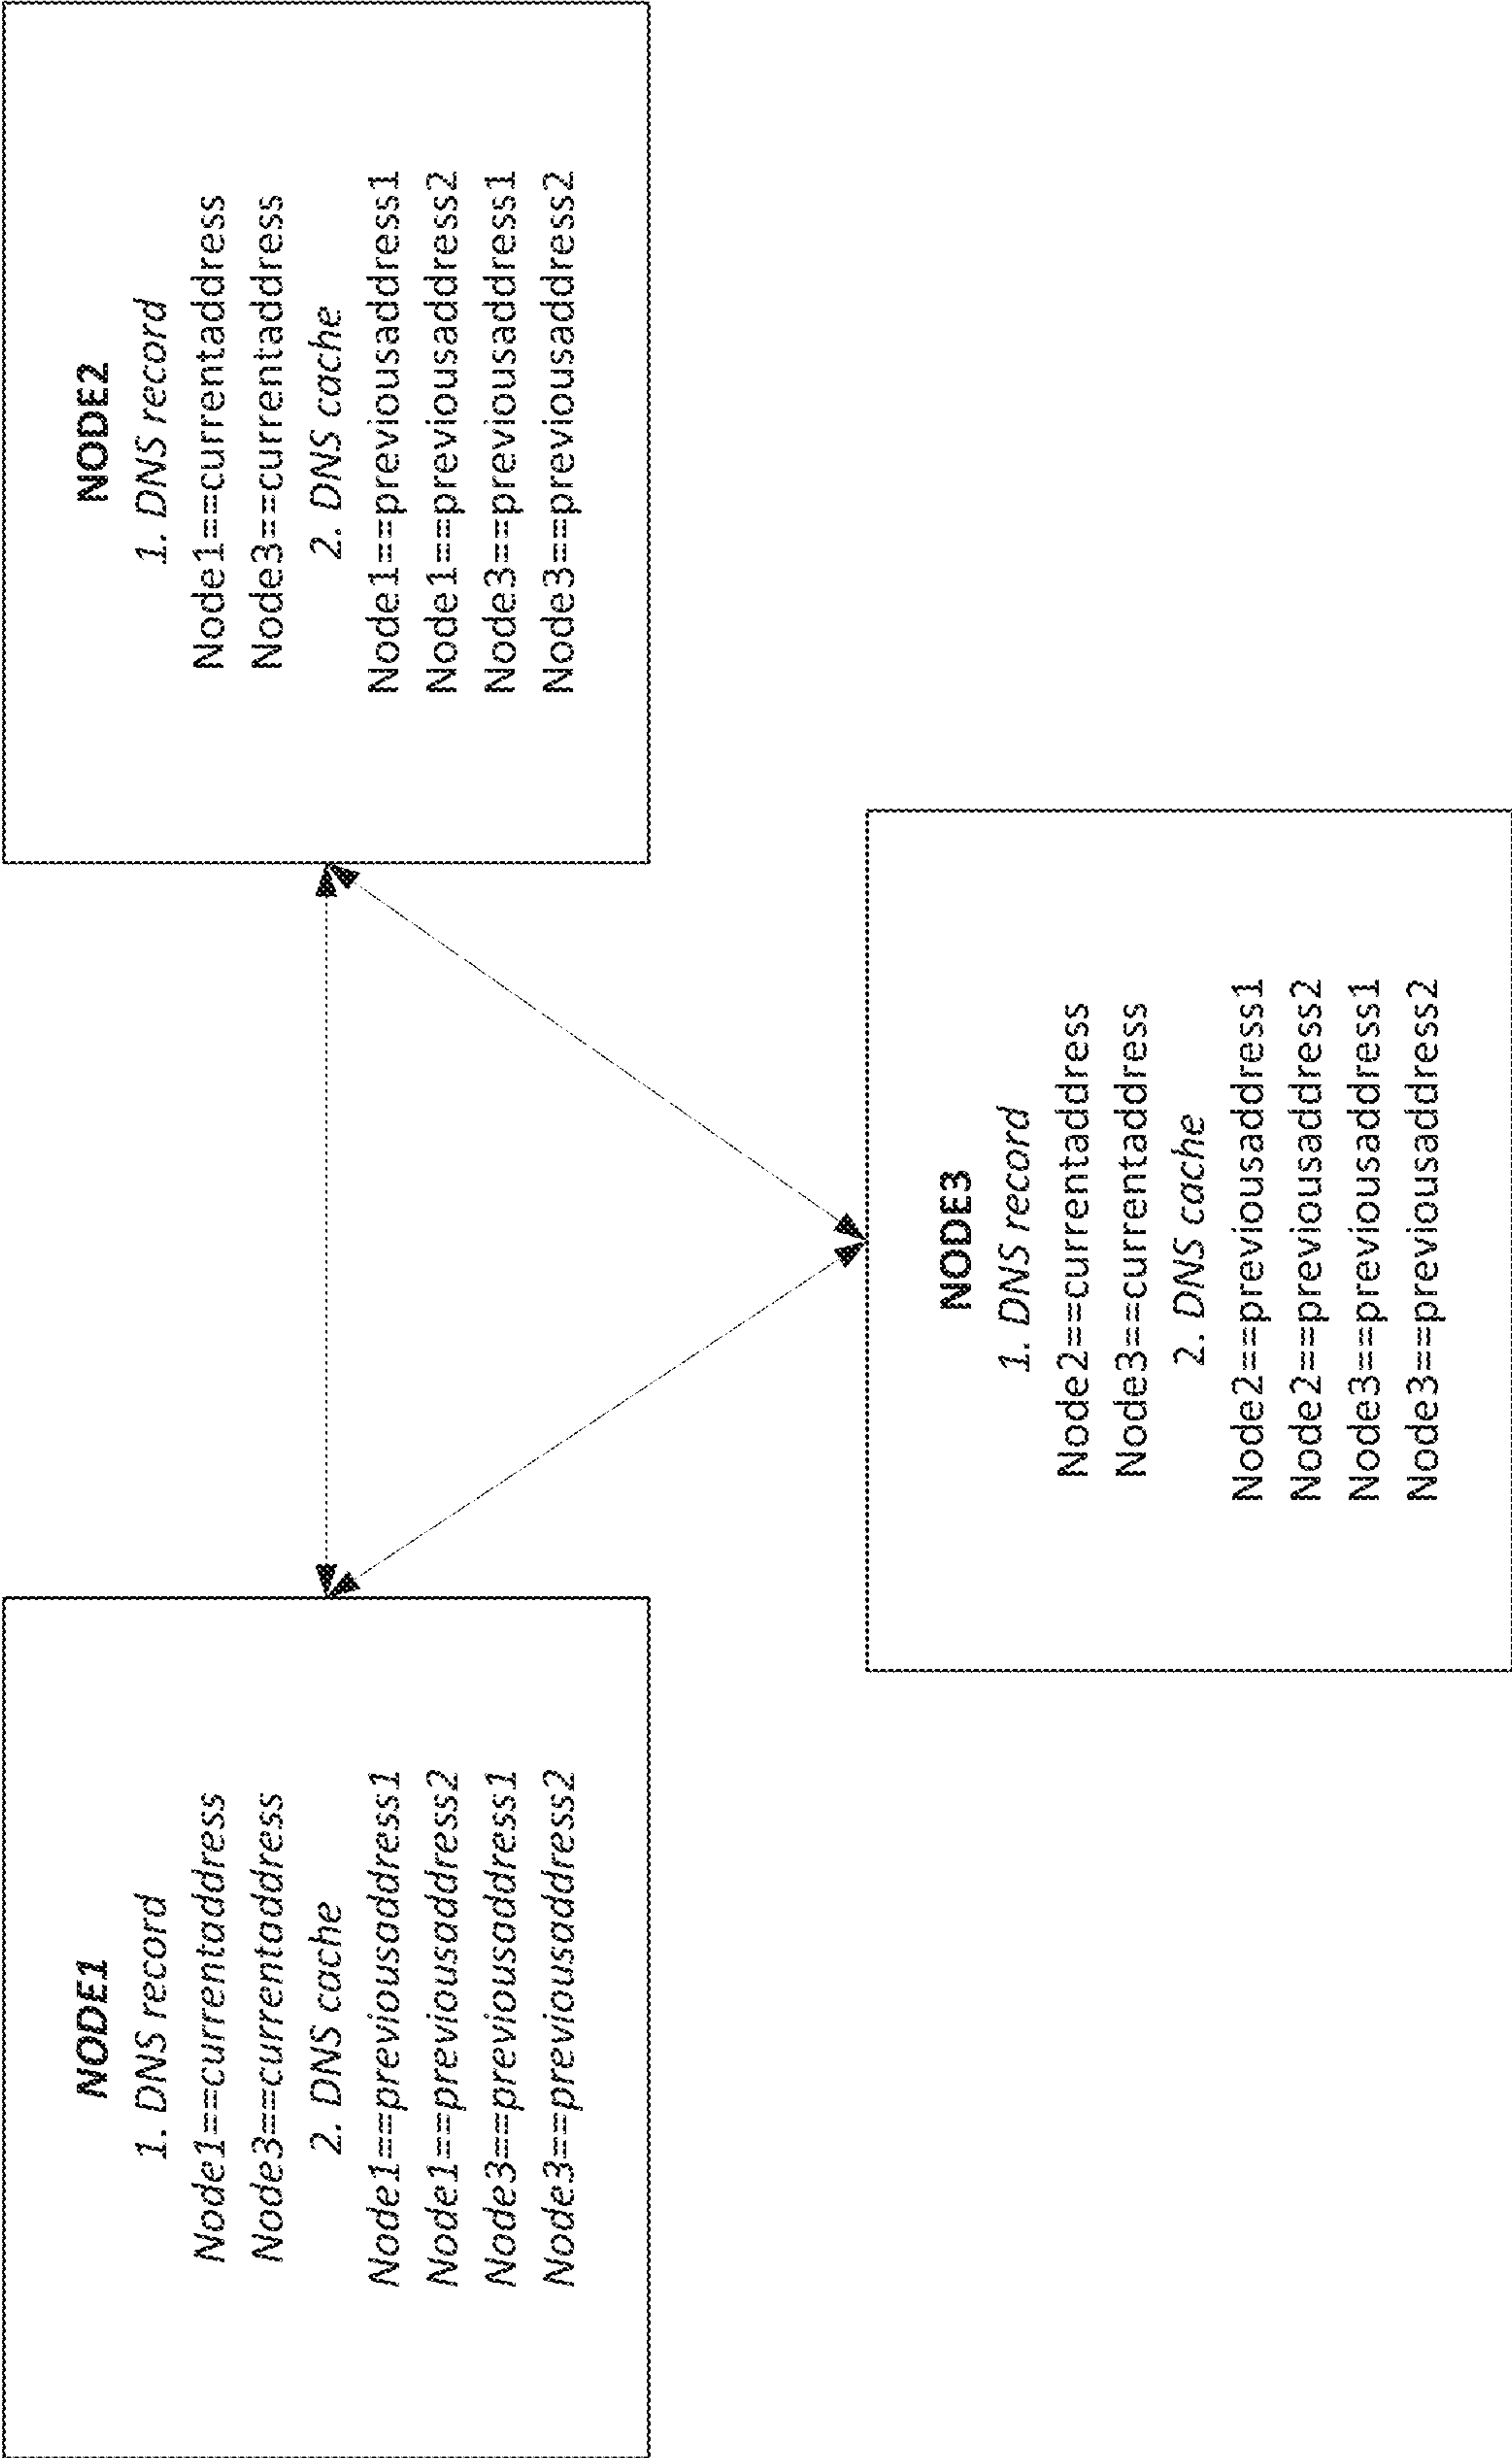 NODE1
1. DNS record
Node1==currentaddress
Node3==currentaddress
2. DNS cache
Node1==previousaddress1
Node1==previousaddress2
Node3==previousaddress1
Node3==previousaddress2
NODE2
1. DNS record
Node1==currentaddress
Node3==currentaddress
2. DNS cache
Node1==previousaddress1
Node1==previousaddress2
Node3==previousaddress1
Node3==previousaddress2
NODE3
1. DNS record
Node2==currentaddress
Node3==currentaddress
2. DNS cache
Node2==previousaddress1
Node2==previousaddress2
Node3==previousaddress1
Node3==previousaddress2